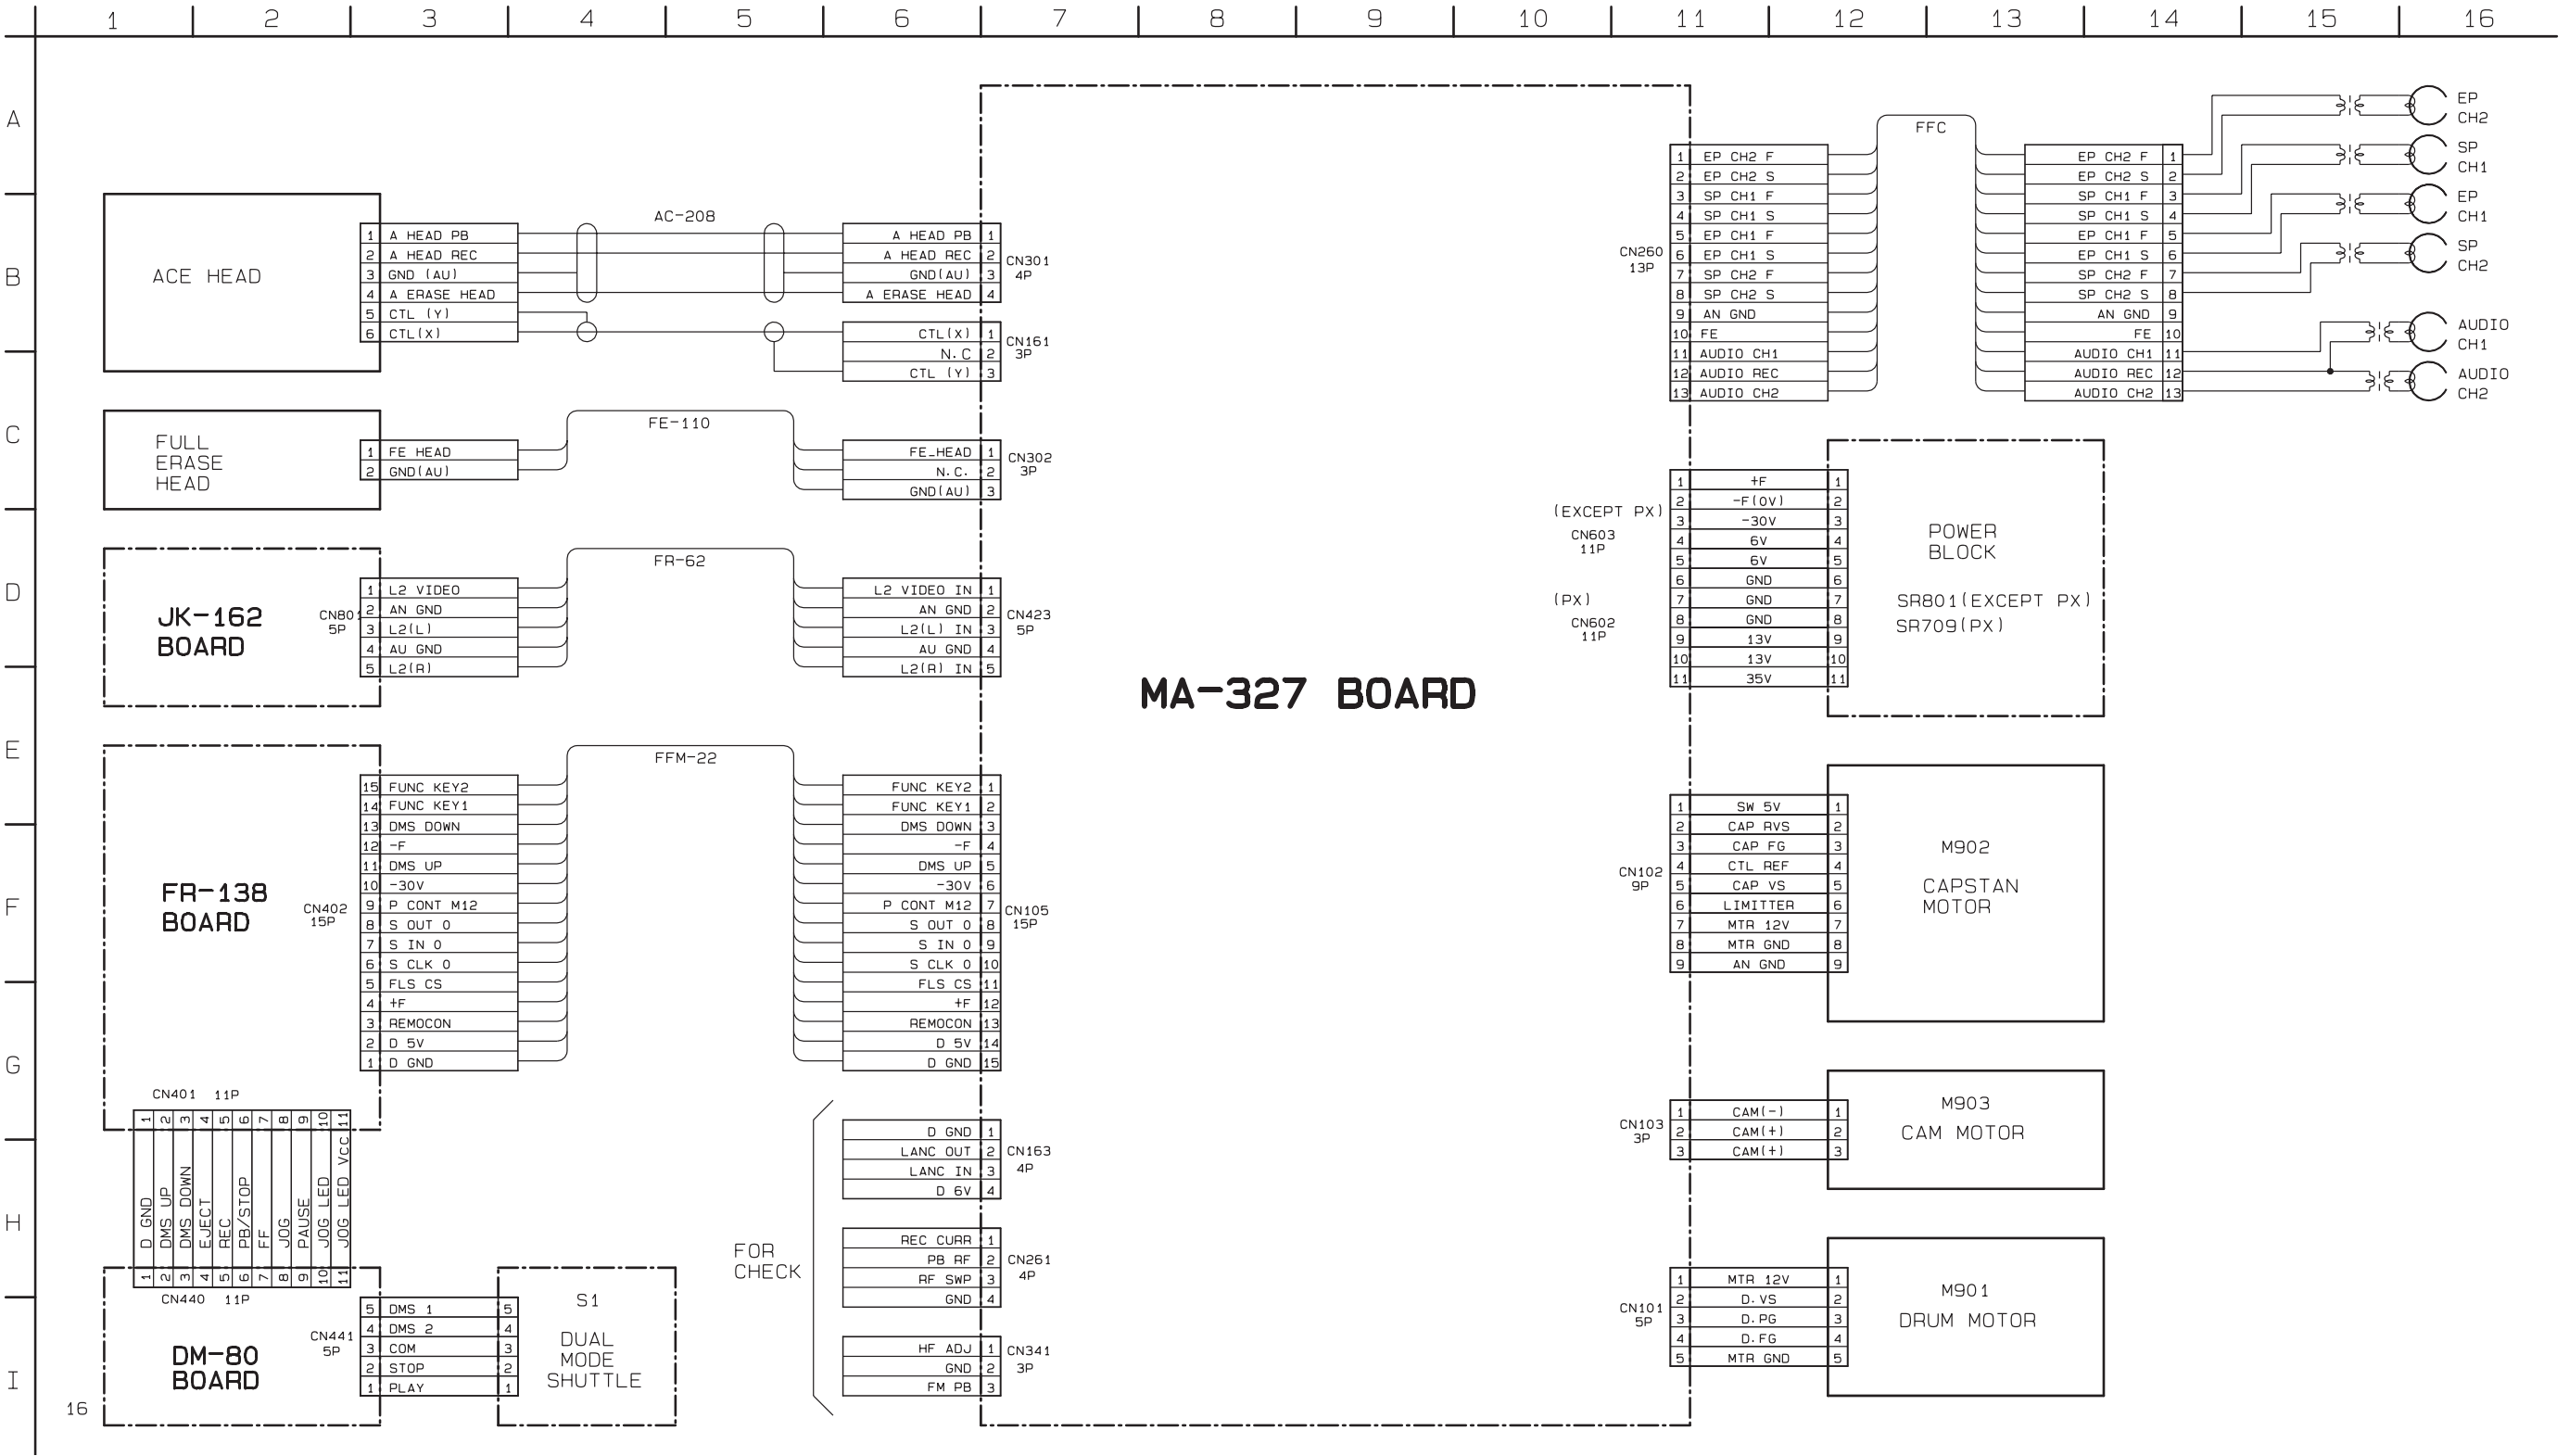 1 2 3 4 5 6 7 8 9 10 11 12 13 14 15 16
A
B
C
D
E
F
G
H
I
ACE HEAD
1 A HEAD PB
2 A HEAD REC
3 GND (AU)
4 A ERASE HEAD
5 CTL (Y)
6 CTL(X)
AC-208
A HEAD PB 1
A HEAD REC 2
GND(AU) 3
A ERASE HEAD 4
CN301
4P
CTL(X) 1
N.C 2
CTL (Y) 3
CN161
3P
FULL
ERASE
HEAD
1 FE HEAD
2 GND(AU)
FE-110
FE_HEAD 1
N.C. 2
GND(AU) 3
CN302
3P
JK-162
BOARD
CN801
5P
1 L2 VIDEO
2 AN GND
3 L2(L)
4 AU GND
5 L2(R)
FR-62
L2 VIDEO IN 1
AN GND 2
L2(L) IN 3
AU GND 4
L2(R) IN 5
CN423
5P
FR-138
BOARD
CN402
15P
15 FUNC KEY2
14 FUNC KEY1
13 DMS DOWN
12 -F
11 DMS UP
10 -30V
9 P CONT M12
8 S OUT 0
7 S IN 0
6 S CLK 0
5 FLS CS
4 +F
3 REMOCON
2 D 5V
1 D GND
FFM-22
FUNC KEY2 1
FUNC KEY1 2
DMS DOWN 3
-F 4
DMS UP 5
-30V 6
P CONT M12 7
S OUT 0 8
S IN 0 9
S CLK 0 10
FLS CS 11
+F 12
REMOCON 13
D 5V 14
D GND 15
CN105
15P
CN401 11P
1 D GND 1
2 DMS UP 2
3 DMS DOWN 3
4 EJECT 4
5 REC 5
6 PB/STOP 6
7 FF 7
8 JOG 8
9 PAUSE 9
10 JOG LED 10
11 JOG LED Vcc 11
CN440 11P
DM-80
BOARD
CN441
5P
5 DMS 1 5
4 DMS 2 4
3 COM 3
2 STOP 2
1 PLAY 1
S1
DUAL
MODE
SHUTTLE
FOR
CHECK
D GND 1
LANC OUT 2
LANC IN 3
D 6V 4
CN163
4P
REC CURR 1
PB RF 2
RF SWP 3
GND 4
CN261
4P
HF ADJ 1
GND 2
FM PB 3
CN341
3P
MA-327 BOARD
CN260
13P
1 EP CH2 F
2 EP CH2 S
3 SP CH1 F
4 SP CH1 S
5 EP CH1 F
6 EP CH1 S
7 SP CH2 F
8 SP CH2 S
9 AN GND
10 FE
11 AUDIO CH1
12 AUDIO REC
13 AUDIO CH2
FFC
EP CH2 F 1
EP CH2 S 2
SP CH1 F 3
SP CH1 S 4
EP CH1 F 5
EP CH1 S 6
SP CH2 F 7
SP CH2 S 8
AN GND 9
FE 10
AUDIO CH1 11
AUDIO REC 12
AUDIO CH2 13
EP
CH2
SP
CH1
EP
CH1
SP
CH2
AUDIO
CH1
AUDIO
CH2
(EXCEPT PX)
CN603
11P
(PX)
CN602
11P
1 +F 1
2 -F(0V) 2
3 -30V 3
4 6V 4
5 6V 5
6 GND 6
7 GND 7
8 GND 8
9 13V 9
10 13V 10
11 35V 11
POWER
BLOCK
SR801(EXCEPT PX)
SR709(PX)
CN102
9P
1 SW 5V 1
2 CAP RVS 2
3 CAP FG 3
4 CTL REF 4
5 CAP VS 5
6 LIMITTER 6
7 MTR 12V 7
8 MTR GND 8
9 AN GND 9
M902
CAPSTAN
MOTOR
CN103
3P
1 CAM(-) 1
2 CAM(+) 2
3 CAM(+) 3
M903
CAM MOTOR
CN101
5P
1 MTR 12V 1
2 D.VS 2
3 D.PG 3
4 D.FG 4
5 MTR GND 5
M901
DRUM MOTOR
16